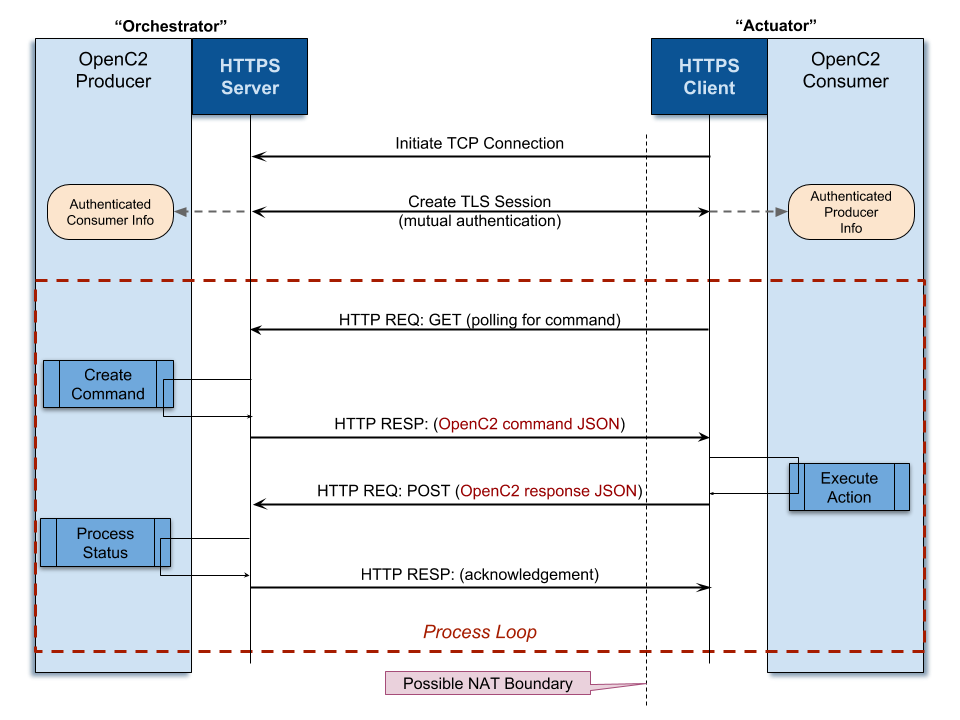 “Orchestrator”
“Actuator”
OpenC2
Producer
HTTPS
Server
HTTPS
Client
OpenC2
Consumer
Initiate TCP Connection
Authenticated
Consumer Info
Create TLS Session
(mutual authentication)
Authenticated
Producer
Info
HTTP REQ: GET (polling for command)
Create
Command
HTTP RESP: (OpenC2 command JSON)
Execute
Action
HTTP REQ: POST (OpenC2 response JSON)
Process
Status
HTTP RESP: (acknowledgement)
Process Loop
Possible NAT Boundary